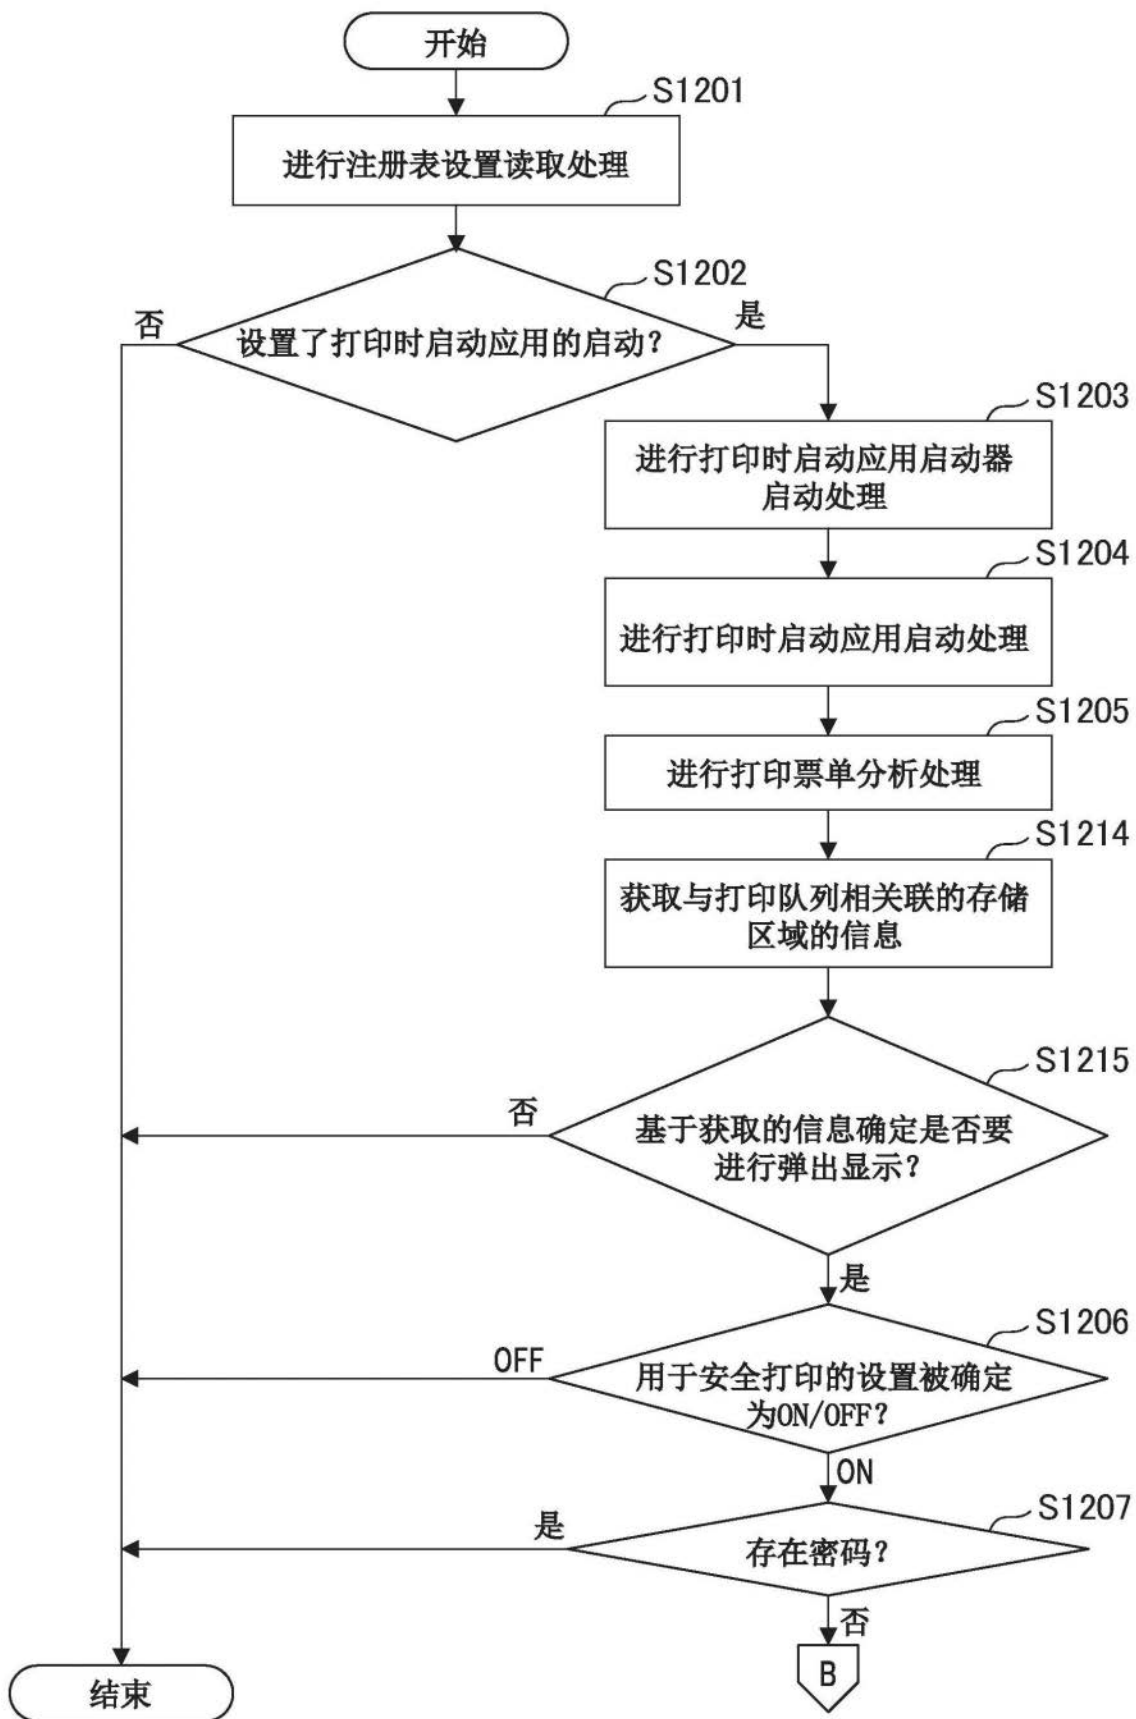 开始
S1201
进行注册表设置读取处理
S1202
否
设置了打印时启动应用的启动?
是
S1203
进行打印时启动应用启动器
启动处理
S1204
进行打印时启动应用启动处理
S1205
进行打印票单分析处理
S1214
获取与打印队列相关联的存储
区域的信息
S1215
否
基于获取的信息确定是否要
进行弹出显示?
是
S1206
OFF
用于安全打印的设置被确定
为ON/OFF?
ON
S1207
是
存在密码?
否
B
结束